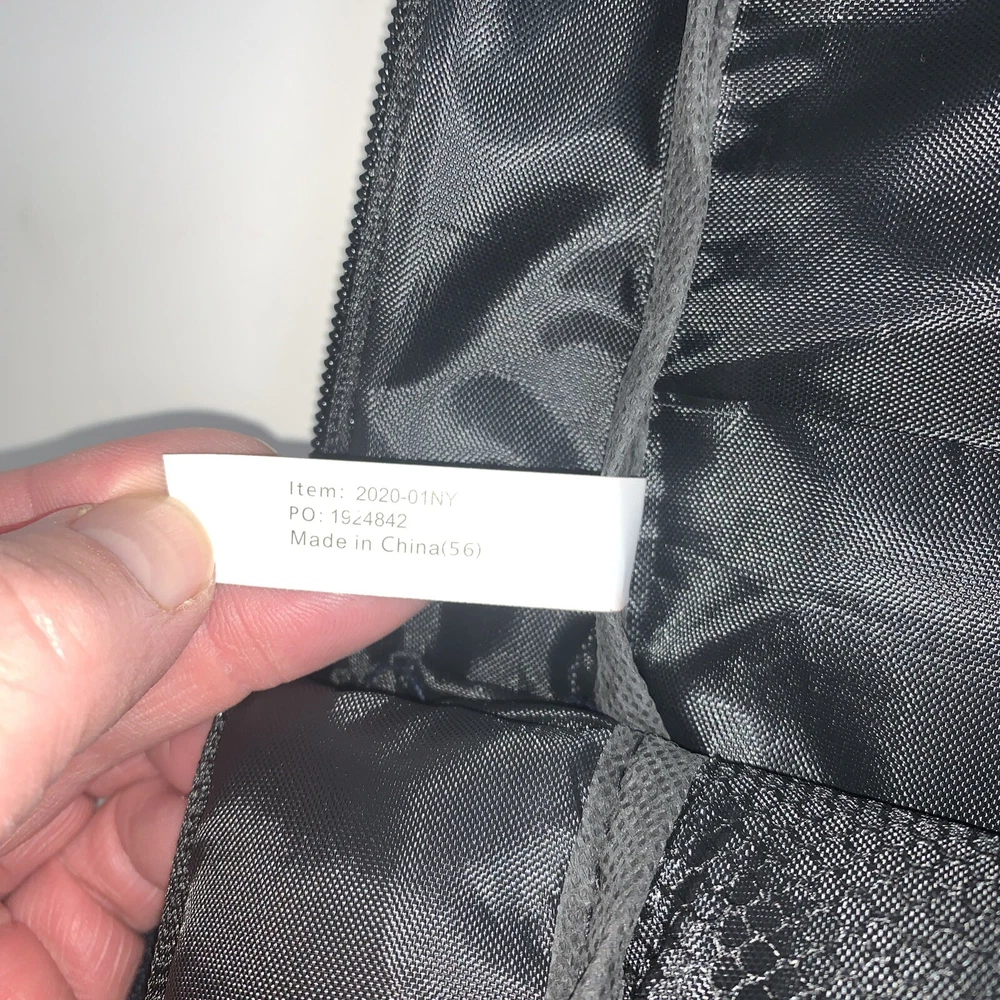 Item: 2020-01NY
PO: 1924842
Made in China(56)